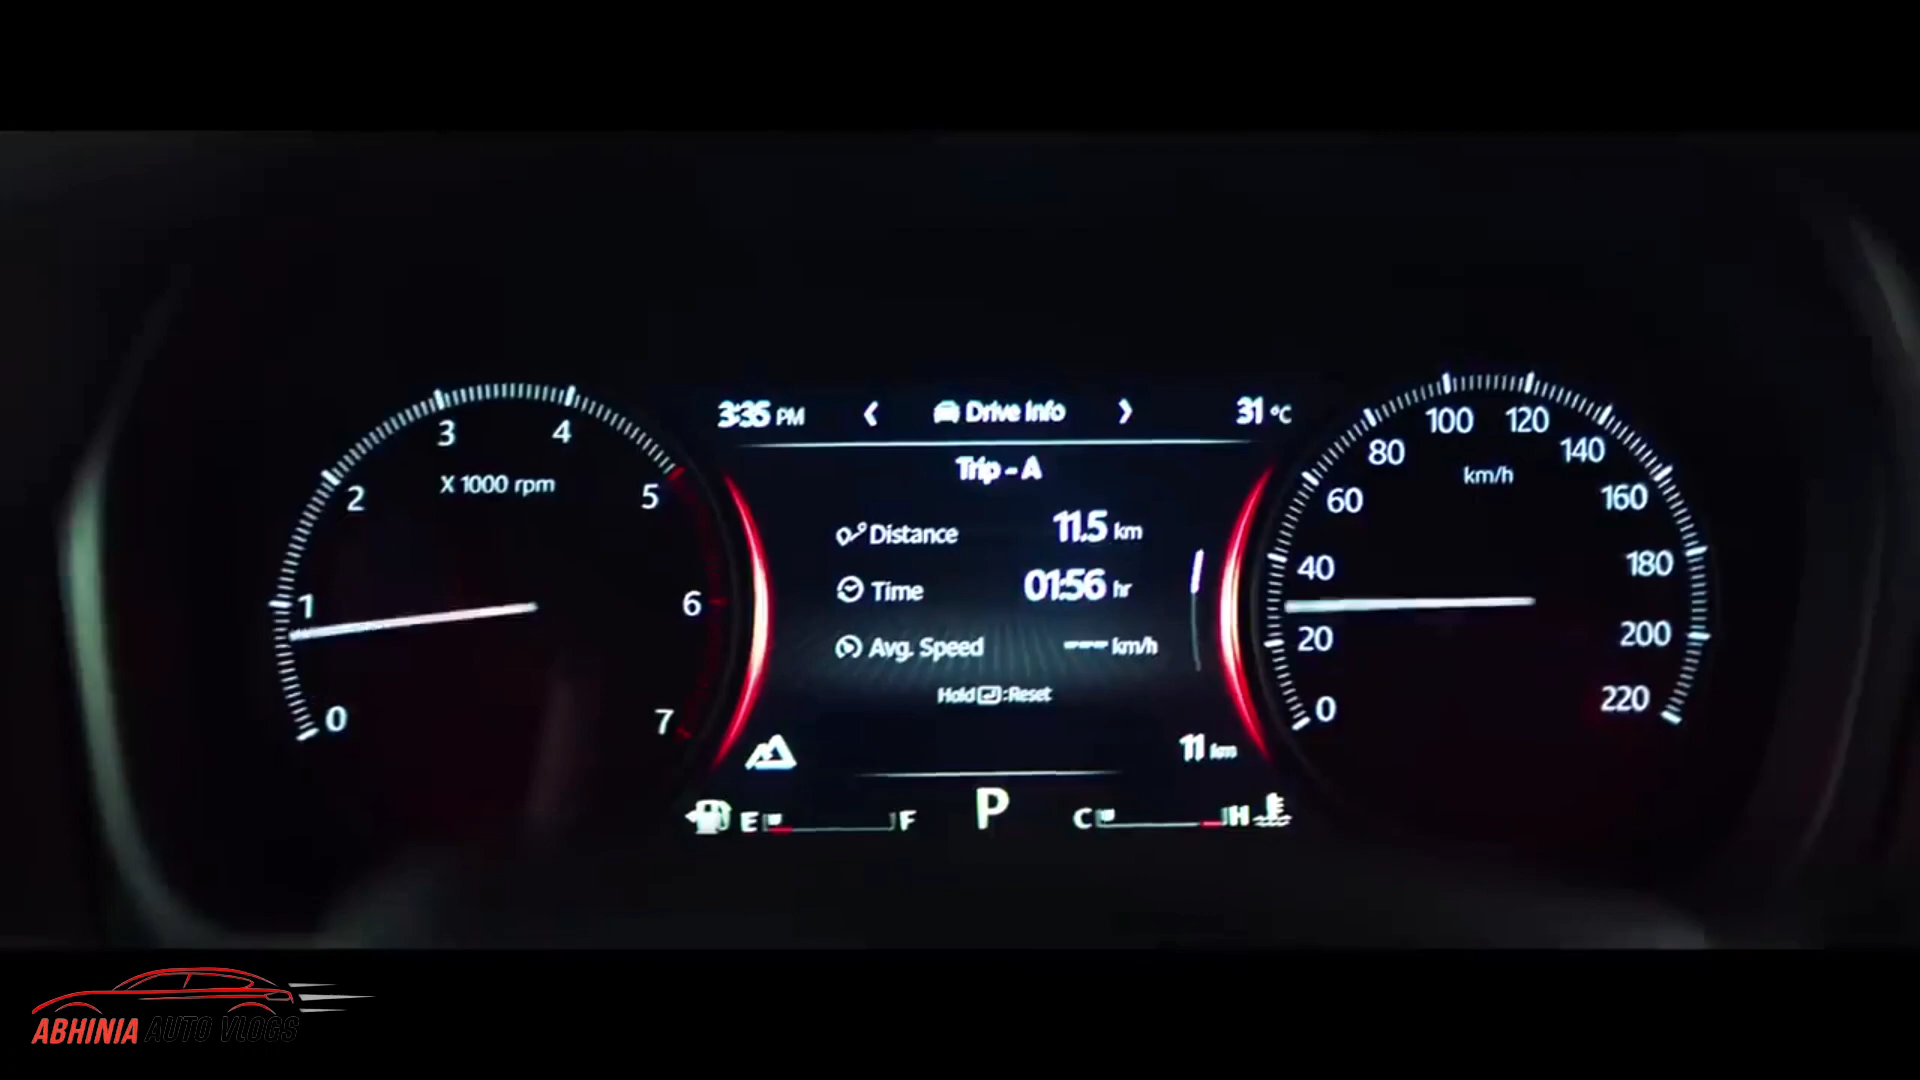 3:35 PM < Drive Info > 31 °C
Trip - A
Distance 11.5 km
Time 01:56 hr
Avg. Speed ---- km/h
Hold :Reset
11 km
E F P C H
0 1 2 3 4 5 6 7
X 1000 rpm
0 20 40 60 80 100 120 140 160 180 200 220
km/h
ABHINIA AUTO VLOGS